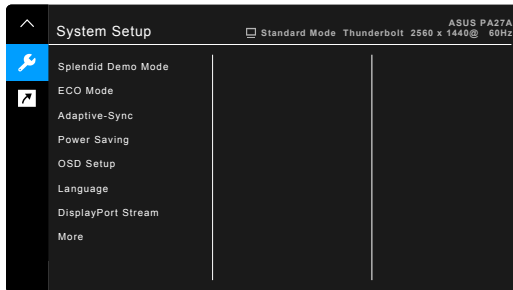 ASUS PA27A
System Setup
Standard Mode Thunderbolt 2560 x 1440@ 60Hz
Splendid Demo Mode
ECO Mode
Adaptive-Sync
Power Saving
OSD Setup
Language
DisplayPort Stream
More